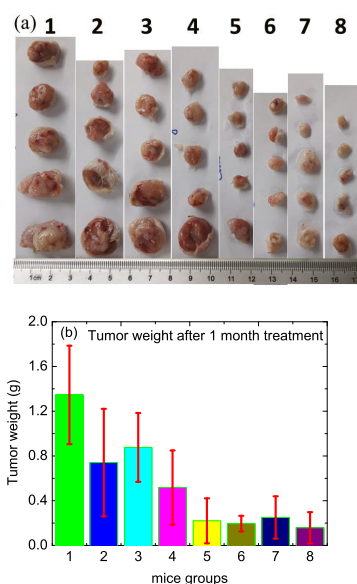 (a) 1 2 3 4 5 6 7 8
1cm 2 3 4 5 6 7 8 9 10 11 12 13 14 15 16
(b) Tumor weight after 1 month treatment
Tumor weight (g)
2.0
1.6
1.2
0.8
0.4
0.0
1 2 3 4 5 6 7 8
mice groups